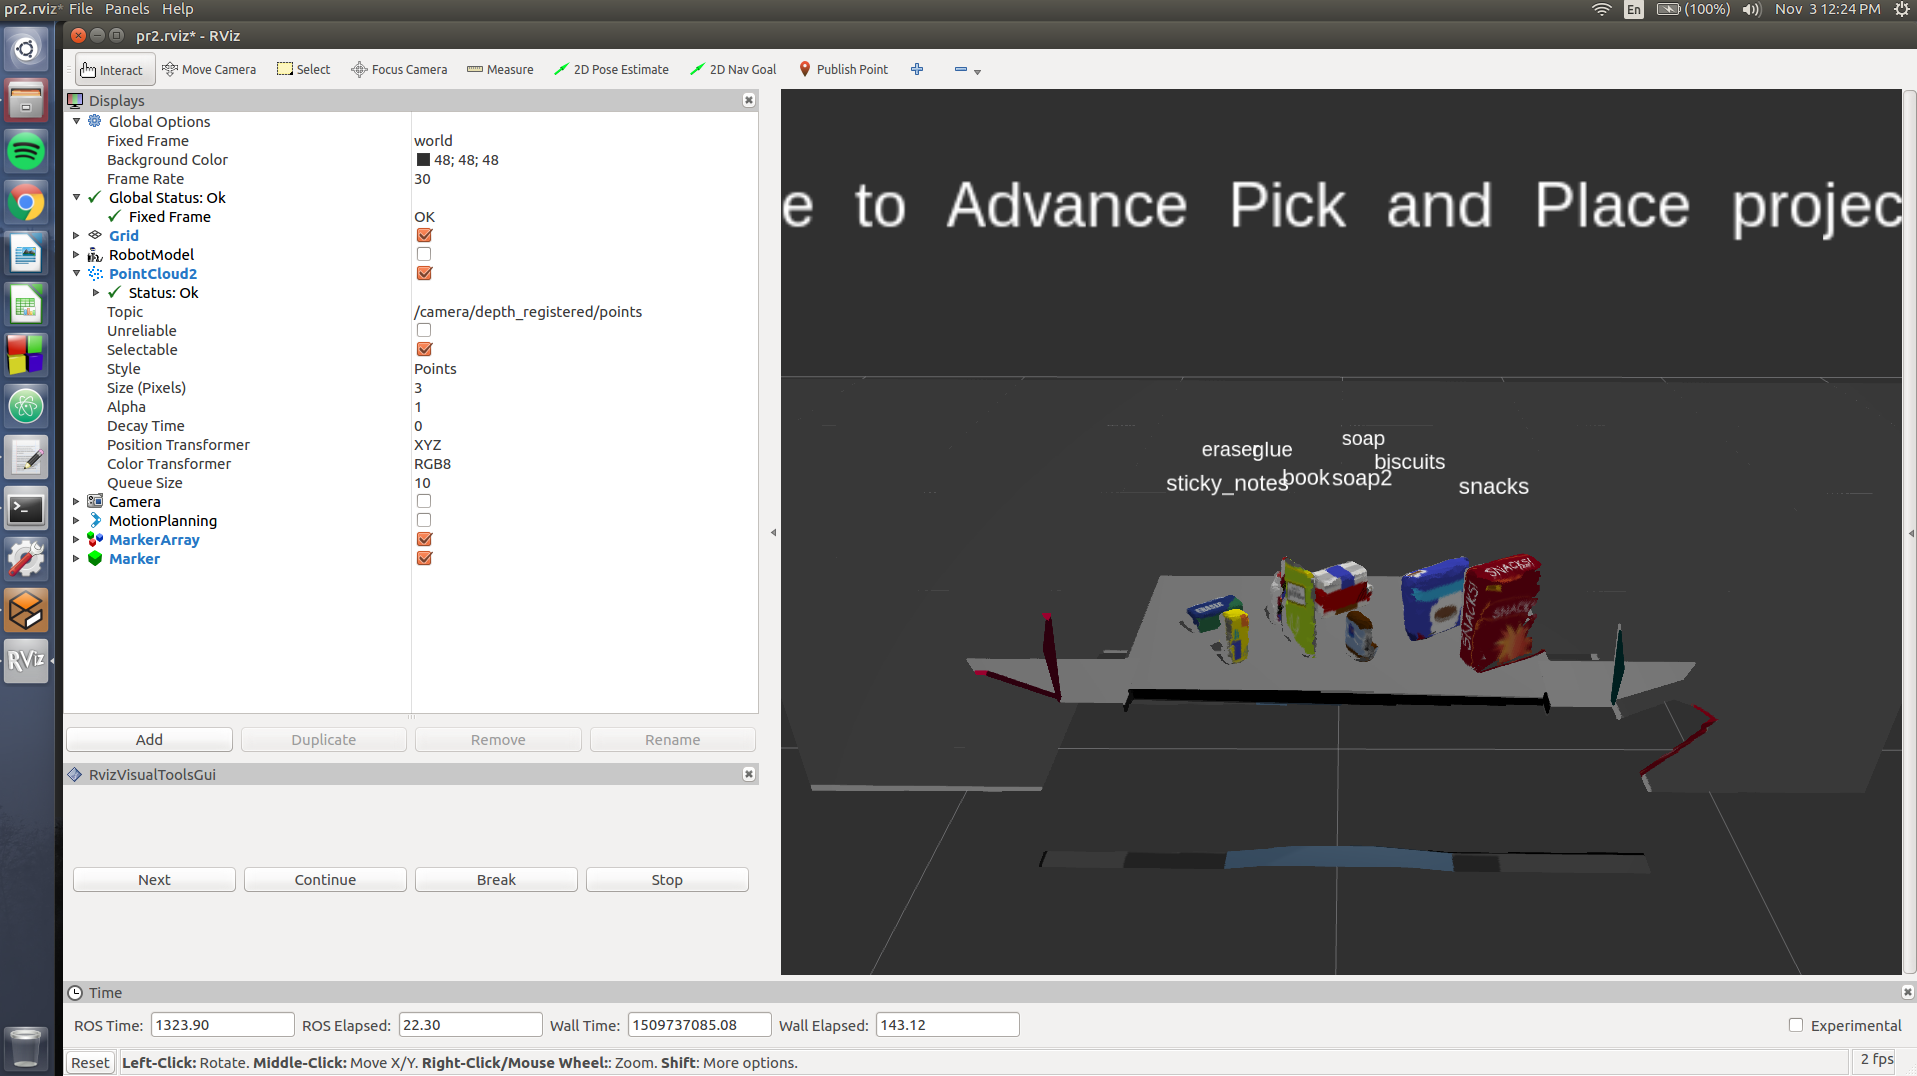 pr2.rviz* File Panels Help
En (100%) Nov 3 12:24 PM
pr2.rviz* - RViz
Interact Move Camera Select Focus Camera Measure 2D Pose Estimate 2D Nav Goal Publish Point
Displays
Global Options
Fixed Frame world
Background Color 48; 48; 48
Frame Rate 30
Global Status: Ok
Fixed Frame OK
Grid
RobotModel
PointCloud2
Status: Ok
Topic /camera/depth_registered/points
Unreliable
Selectable
Style Points
Size (Pixels) 3
Alpha 1
Decay Time 0
Position Transformer XYZ
Color Transformer RGB8
Queue Size 10
Camera
MotionPlanning
MarkerArray
Marker
Add Duplicate Remove Rename
RvizVisualToolsGui
Next Continue Break Stop
e to Advance Pick and Place projec
soap
eraser glue
biscuits
sticky_notes book soap2 snacks
SNACKS!
SNACKS
SNACKS!
ERASER
RViz
Time
ROS Time: 1323.90 ROS Elapsed: 22.30 Wall Time: 1509737085.08 Wall Elapsed: 143.12 Experimental
Reset Left-Click: Rotate. Middle-Click: Move X/Y. Right-Click/Mouse Wheel:: Zoom. Shift: More options. 2 fps